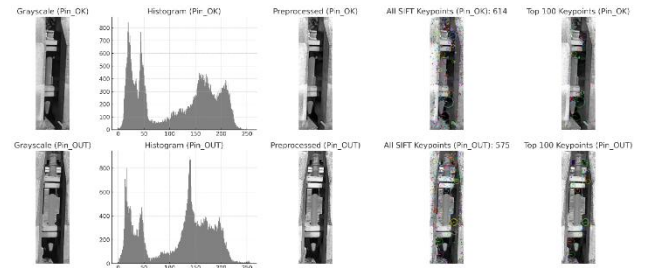 Grayscale (Pin_OK)
Histogram (Pin_OK)
Preprocessed (Pin_OK)
All SIFT Keypoints (Pin_OK): 614
Top 100 Keypoints (Pin_OK)
800
700
600
500
400
300
200
100
0
0 50 100 150 200 250
Grayscale (Pin_OUT)
Histogram (Pin_OUT)
Preprocessed (Pin_OUT)
All SIFT Keypoints (Pin_OUT): 575
Top 100 Keypoints (Pin_OUT)
800
600
400
200
0
0 50 100 150 200 250